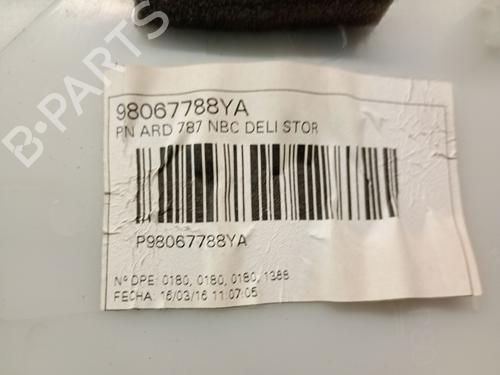 98067788YA
PN ARD 787 NBC DELI STOR
P98067788YA
Nº DPE: 0180, 0180, 0180, 1388
FECHA: 16/03/16 11:07:05
B-PARTS